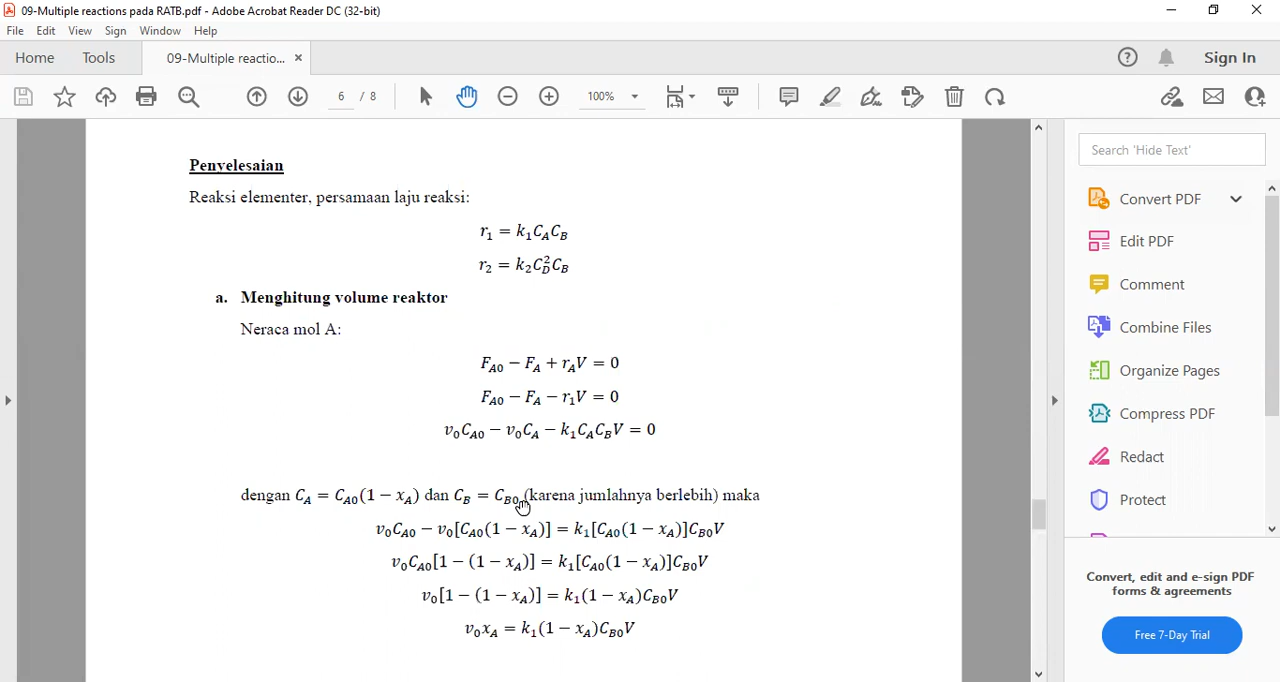 09-Multiple reactions pada RATB.pdf - Adobe Acrobat Reader DC (32-bit)
File Edit View Sign Window Help
Home Tools 09-Multiple reactio... × Sign In
6 / 8 100%
Penyelesaian
Reaksi elementer, persamaan laju reaksi:
r₁ = k₁C_A C_B
r₂ = k₂C_D² C_B
a. Menghitung volume reaktor
Neraca mol A:
F_A0 − F_A + r_A V = 0
F_A0 − F_A − r₁V = 0
v₀C_A0 − v₀C_A − k₁C_A C_B V = 0
dengan C_A = C_A0(1 − x_A) dan C_B = C_B0 (karena jumlahnya berlebih) maka
v₀C_A0 − v₀[C_A0(1 − x_A)] = k₁[C_A0(1 − x_A)]C_B0 V
v₀C_A0[1 − (1 − x_A)] = k₁[C_A0(1 − x_A)]C_B0 V
v₀[1 − (1 − x_A)] = k₁(1 − x_A)C_B0 V
v₀x_A = k₁(1 − x_A)C_B0 V
Search 'Hide Text'
Convert PDF
Edit PDF
Comment
Combine Files
Organize Pages
Compress PDF
Redact
Protect
Convert, edit and e-sign PDF
forms & agreements
Free 7-Day Trial